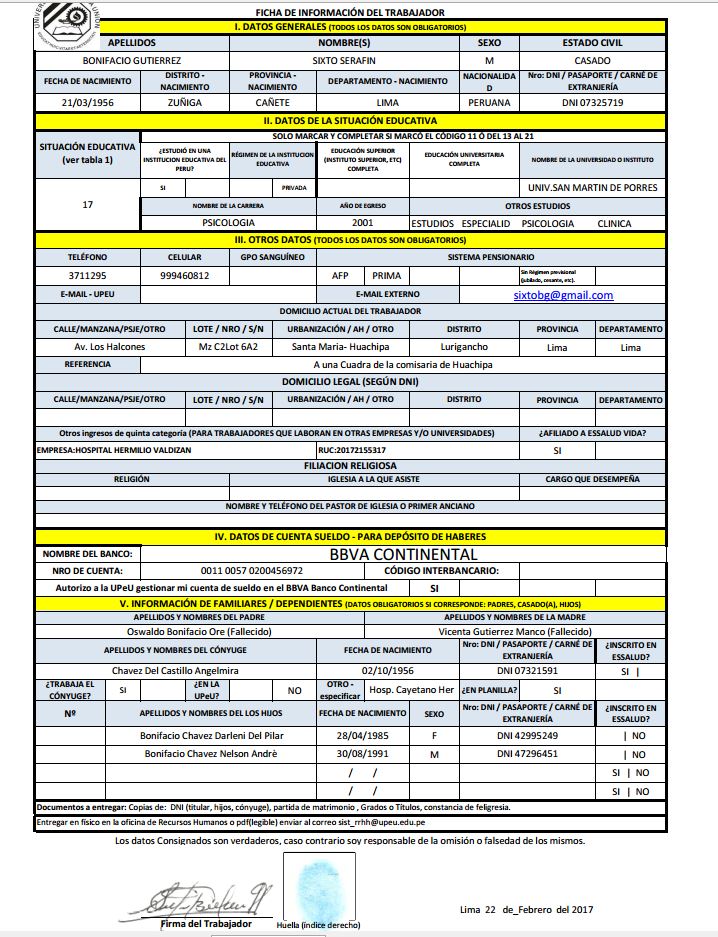 FICHA DE INFORMACIÓN DEL TRABAJADOR
I. DATOS GENERALES (TODOS LOS DATOS SON OBLIGATORIOS)
APELLIDOS NOMBRE(S) SEXO ESTADO CIVIL
BONIFACIO GUTIERREZ SIXTO SERAFIN M CASADO
FECHA DE NACIMIENTO DISTRITO - NACIMIENTO PROVINCIA - NACIMIENTO DEPARTAMENTO - NACIMIENTO NACIONALIDAD Nro: DNI / PASAPORTE / CARNÉ DE EXTRANJERÍA
21/03/1956 ZUÑIGA CAÑETE LIMA PERUANA DNI 07325719
II. DATOS DE LA SITUACIÓN EDUCATIVA
SOLO MARCAR Y COMPLETAR SI MARCÓ EL CÓDIGO 11 Ó DEL 13 AL 21
SITUACIÓN EDUCATIVA (ver tabla 1) ¿ESTUDIÓ EN UNA INSTITUCION EDUCATIVA DEL PERU? RÉGIMEN DE LA INSTITUCION EDUCATIVA EDUCACIÓN SUPERIOR (INSTITUTO SUPERIOR, ETC) COMPLETA EDUCACIÓN UNIVERSITARIA COMPLETA NOMBRE DE LA UNIVERSIDAD O INSTITUTO
17 SI PRIVADA UNIV.SAN MARTIN DE PORRES
NOMBRE DE LA CARRERA AÑO DE EGRESO OTROS ESTUDIOS
PSICOLOGIA 2001 ESTUDIOS ESPECIALID PSICOLOGIA CLINICA
III. OTROS DATOS (TODOS LOS DATOS SON OBLIGATORIOS)
TELÉFONO CELULAR GPO SANGUÍNEO SISTEMA PENSIONARIO
3711295 999460812 AFP PRIMA Sin Régimen previsional (jubilado, cesante, etc).
E-MAIL - UPEU E-MAIL EXTERNO sixtobg@gmail.com
DOMICILIO ACTUAL DEL TRABAJADOR
CALLE/MANZANA/PSJE/OTRO LOTE / NRO / S/N URBANIZACIÓN / AH / OTRO DISTRITO PROVINCIA DEPARTAMENTO
Av. Los Halcones Mz C2Lot 6A2 Santa Maria- Huachipa Lurigancho Lima Lima
REFERENCIA A una Cuadra de la comisaria de Huachipa
DOMICILIO LEGAL (SEGÚN DNI)
CALLE/MANZANA/PSJE/OTRO LOTE / NRO / S/N URBANIZACIÓN / AH / OTRO DISTRITO PROVINCIA DEPARTAMENTO
Otros ingresos de quinta categoría (PARA TRABAJADORES QUE LABORAN EN OTRAS EMPRESAS Y/O UNIVERSIDADES) ¿AFILIADO A ESSALUD VIDA?
EMPRESA:HOSPITAL HERMILIO VALDIZAN RUC:20172155317 SI
FILIACION RELIGIOSA
RELIGIÓN IGLESIA A LA QUE ASISTE CARGO QUE DESEMPEÑA
NOMBRE Y TELÉFONO DEL PASTOR DE IGLESIA O PRIMER ANCIANO
IV. DATOS DE CUENTA SUELDO - PARA DEPÓSITO DE HABERES
NOMBRE DEL BANCO: BBVA CONTINENTAL
NRO DE CUENTA: 0011 0057 0200456972 CÓDIGO INTERBANCARIO:
Autorizo a la UPeU gestionar mi cuenta de sueldo en el BBVA Banco Continental SI
V. INFORMACIÓN DE FAMILIARES / DEPENDIENTES (DATOS OBLIGATORIOS SI CORRESPONDE: PADRES, CASADO(A), HIJOS)
APELLIDOS Y NOMBRES DEL PADRE APELLIDOS Y NOMBRES DE LA MADRE
Oswaldo Bonifacio Ore (Fallecido) Vicenta Gutierrez Manco (Fallecido)
APELLIDOS Y NOMBRES DEL CÓNYUGE FECHA DE NACIMIENTO Nro: DNI / PASAPORTE / CARNÉ DE EXTRANJERÍA ¿INSCRITO EN ESSALUD?
Chavez Del Castillo Angelmira 02/10/1956 DNI 07321591 SI |
¿TRABAJA EL CÓNYUGE? SI ¿EN LA UPeU? NO OTRO - especificar Hosp. Cayetano Her ¿EN PLANILLA? SI
Nº APELLIDOS Y NOMBRES DEL LOS HIJOS FECHA DE NACIMIENTO SEXO Nro: DNI / PASAPORTE / CARNÉ DE EXTRANJERÍA ¿INSCRITO EN ESSALUD?
Bonifacio Chavez Darleni Del Pilar 28/04/1985 F DNI 42995249 | NO
Bonifacio Chavez Nelson Andrè 30/08/1991 M DNI 47296451 | NO
/ / SI | NO
/ / SI | NO
Documentos a entregar: Copias de: DNI (titular, hijos, cónyuge), partida de matrimonio , Grados o Títulos, constancia de feligresia.
Entregar en físico en la oficina de Recursos Humanos o pdf(legible) enviar al correo sist_rrhh@upeu.edu.pe
Los datos Consignados son verdaderos, caso contrario soy responsable de la omisión o falsedad de los mismos.
Firma del Trabajador Huella (índice derecho) Lima 22 de_Febrero del 2017